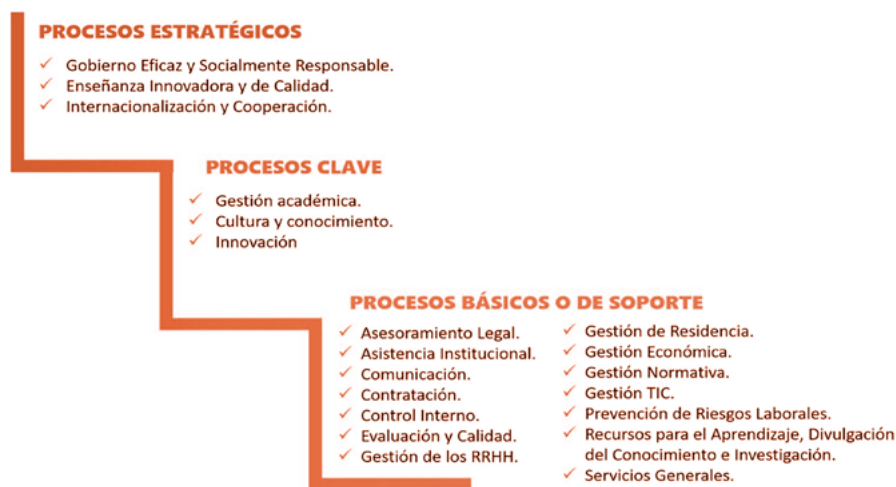 PROCESOS ESTRATÉGICOS
Gobierno Eficaz y Socialmente Responsable.
Enseñanza Innovadora y de Calidad.
Internacionalización y Cooperación.
PROCESOS CLAVE
Gestión académica.
Cultura y conocimiento.
Innovación
PROCESOS BÁSICOS O DE SOPORTE
Asesoramiento Legal.
Asistencia Institucional.
Comunicación.
Contratación.
Control Interno.
Evaluación y Calidad.
Gestión de los RRHH.
Gestión de Residencia.
Gestión Económica.
Gestión Normativa.
Gestión TIC.
Prevención de Riesgos Laborales.
Recursos para el Aprendizaje, Divulgación
del Conocimiento e Investigación.
Servicios Generales.